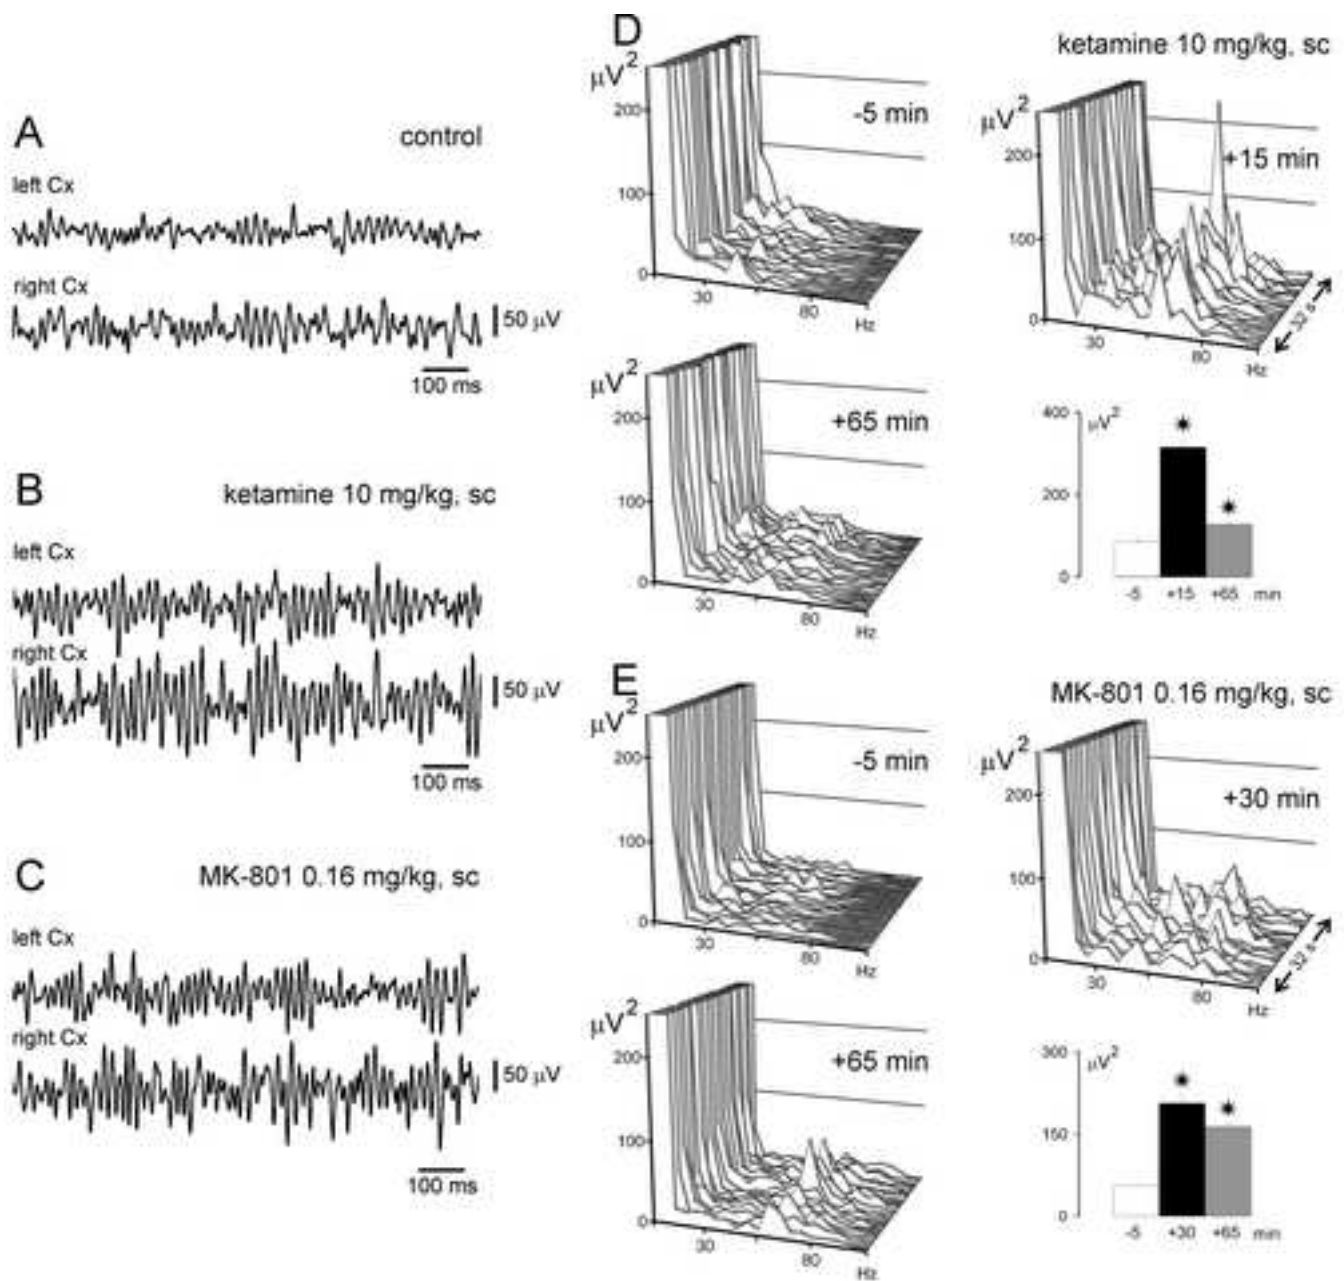 A
control
left Cx
right Cx
50 µV
100 ms
B
ketamine 10 mg/kg, sc
left Cx
right Cx
50 µV
100 ms
C
MK-801 0.16 mg/kg, sc
left Cx
right Cx
50 µV
100 ms
D
ketamine 10 mg/kg, sc
µV²
200
100
0
30
80
Hz
-5 min
µV²
200
100
0
30
80
Hz
+15 min
32 s
µV²
200
100
0
30
80
Hz
+65 min
400
µV²
200
0
-5 +15 +65 min
E
MK-801 0.16 mg/kg, sc
µV²
200
100
0
30
80
Hz
-5 min
µV²
200
100
0
30
80
Hz
+30 min
32 s
µV²
200
100
0
30
80
Hz
+65 min
300
µV²
150
0
-5 +30 +65 min